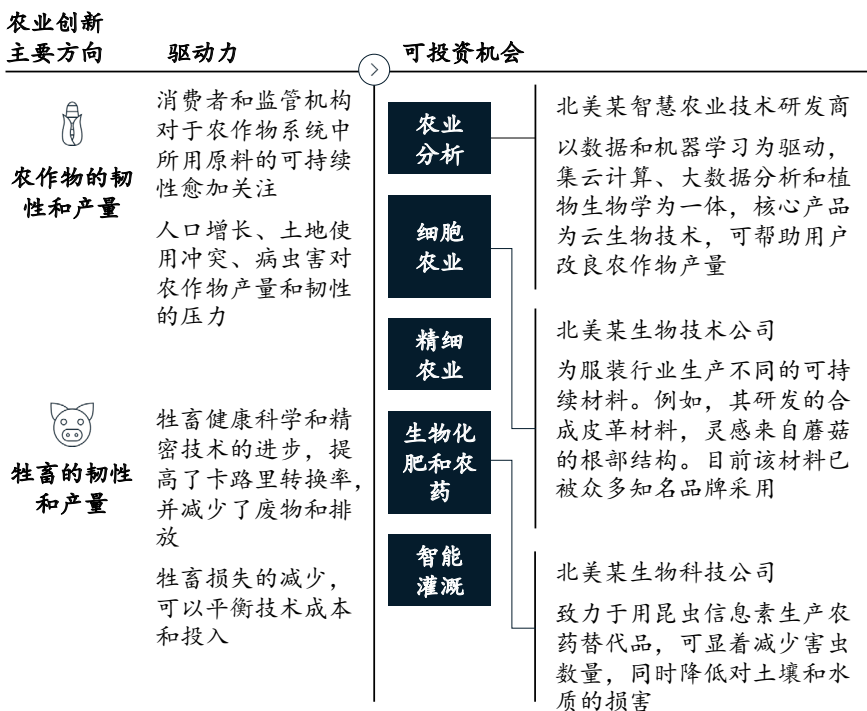 农业创新
主要方向
驱动力
可投资机会
农作物的韧
性和产量
消费者和监管机构
对于农作物系统中
所用原料的可持续
性愈加关注
人口增长、土地使
用冲突、病虫害对
农作物产量和韧性
的压力
牲畜的韧性
和产量
牲畜健康科学和精
密技术的进步，提
高了卡路里转换率，
并减少了废物和排
放
牲畜损失的减少，
可以平衡技术成本
和投入
农业
分析
细胞
农业
精细
农业
生物化
肥和农
药
智能
灌溉
北美某智慧农业技术研发商
以数据和机器学习为驱动，
集云计算、大数据分析和植
物生物学为一体，核心产品
为云生物技术，可帮助用户
改良农作物产量
北美某生物技术公司
为服装行业生产不同的可持
续材料。例如，其研发的合
成皮革材料，灵感来自蘑菇
的根部结构。目前该材料已
被众多知名品牌采用
北美某生物科技公司
致力于用昆虫信息素生产农
药替代品，可显着减少害虫
数量，同时降低对土壤和水
质的损害